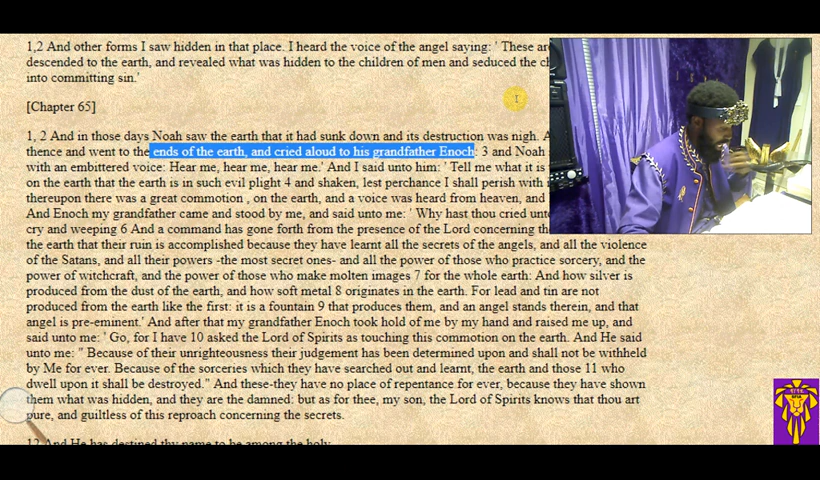 1,2 And other forms I saw hidden in that place. I heard the voice of the angel saying: ' These are
descended to the earth, and revealed what was hidden to the children of men and seduced the
into committing sin.'
[Chapter 65]
1, 2 And in those days Noah saw the earth that it had sunk down and its destruction was nigh.
thence and went to the ends of the earth, and cried aloud to his grandfather Enoch: 3 and Noah
with an embittered voice: Hear me, hear me, hear me.' And I said unto him: ' Tell me what it is
on the earth that the earth is in such evil plight 4 and shaken, lest perchance I shall perish with
thereupon there was a great commotion , on the earth, and a voice was heard from heaven, and
And Enoch my grandfather came and stood by me, and said unto me: ' Why hast thou cried
cry and weeping 6 And a command has gone forth from the presence of the Lord concerning
the earth that their ruin is accomplished because they have learnt all the secrets of the angels, and all the violence
of the Satans, and all their powers -the most secret ones- and all the power of those who practice sorcery, and the
power of witchcraft, and the power of those who make molten images 7 for the whole earth: And how silver is
produced from the dust of the earth, and how soft metal 8 originates in the earth. For lead and tin are not
produced from the earth like the first: it is a fountain 9 that produces them, and an angel stands therein, and that
angel is pre-eminent.' And after that my grandfather Enoch took hold of me by my hand and raised me up, and
said unto me: ' Go, for I have 10 asked the Lord of Spirits as touching this commotion on the earth. And He said
unto me: " Because of their unrighteousness their judgement has been determined upon and shall not be withheld
by Me for ever. Because of the sorceries which they have searched out and learnt, the earth and those 11 who
dwell upon it shall be destroyed." And these-they have no place of repentance for ever, because they have shown
them what was hidden, and they are the damned: but as for thee, my son, the Lord of Spirits knows that thou art
pure, and guiltless of this reproach concerning the secrets.
12 And He has destined thy name to be among the holy